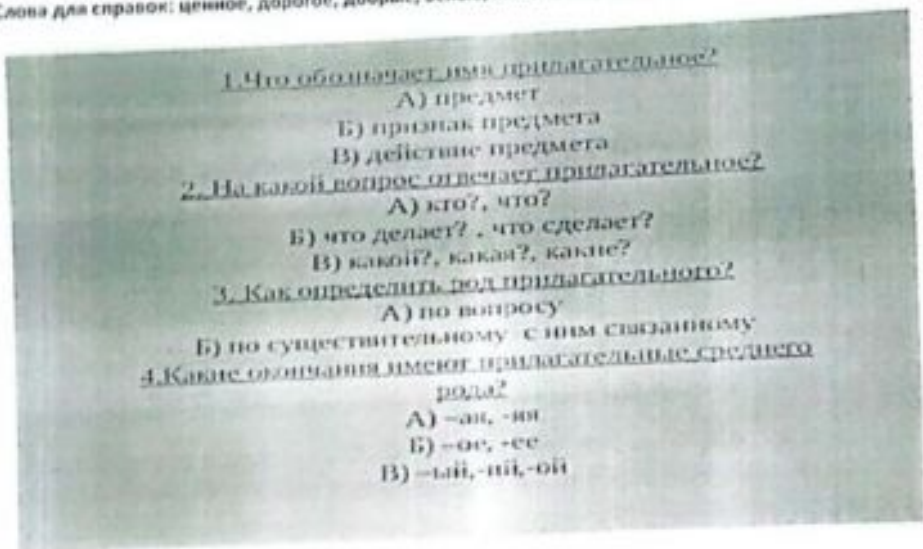 Слова для справок: ценное, дорогое, добрые,
1.Что обозначает имя прилагательное?
А) предмет
Б) признак предмета
В) действие предмета
2. На какой вопрос отвечает прилагательное?
А) кто?, что?
Б) что делает? , что сделает?
В) какой?, какая?, какие?
3. Как определить род прилагательного?
А) по вопросу
Б) по существительному с ним связанному
4.Какие окончания имеют прилагательные среднего
рода?
А) –ая, -яя
Б) –ое, -ее
В) –ый,-ий,-ой